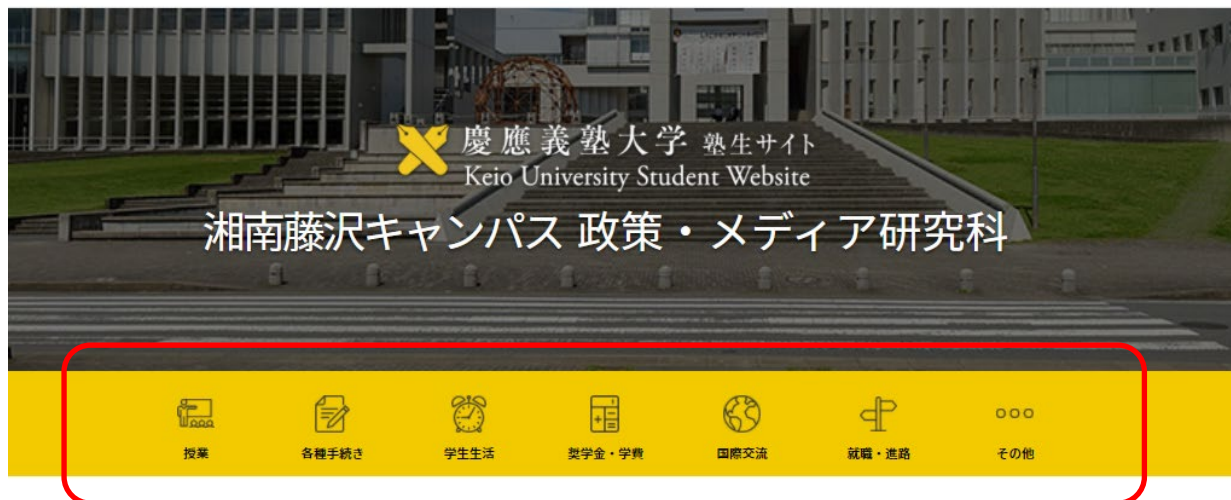 慶應義塾大学 塾生サイト
Keio University Student Website
湘南藤沢キャンパス 政策・メディア研究科
授業
各種手続き
学生生活
奨学金・学費
国際交流
就職・進路
その他